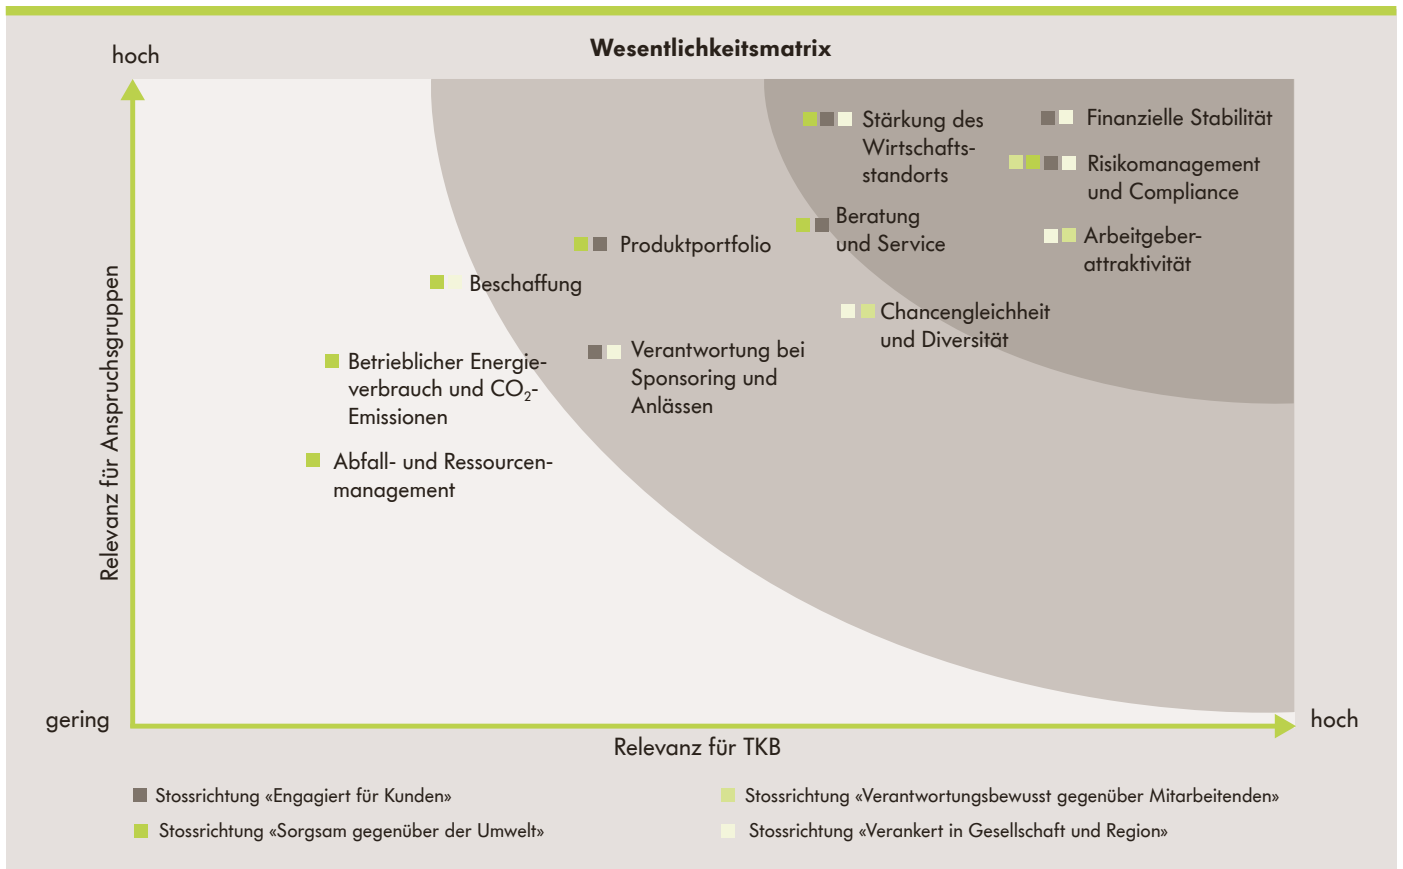 Wesentlichkeitsmatrix
hoch
Stärkung des
Wirtschafts-
standorts
Finanzielle Stabilität
Risikomanagement
und Compliance
Beratung
und Service
Arbeitgeber-
attraktivität
Produktportfolio
Beschaffung
Chancengleichheit
und Diversität
Verantwortung bei
Sponsoring und
Anlässen
Betrieblicher Energie-
verbrauch und CO₂-
Emissionen
Abfall- und Ressourcen-
management
Relevanz für Anspruchsgruppen
gering
hoch
Relevanz für TKB
Stossrichtung «Engagiert für Kunden»
Stossrichtung «Verantwortungsbewusst gegenüber Mitarbeitenden»
Stossrichtung «Sorgsam gegenüber der Umwelt»
Stossrichtung «Verankert in Gesellschaft und Region»